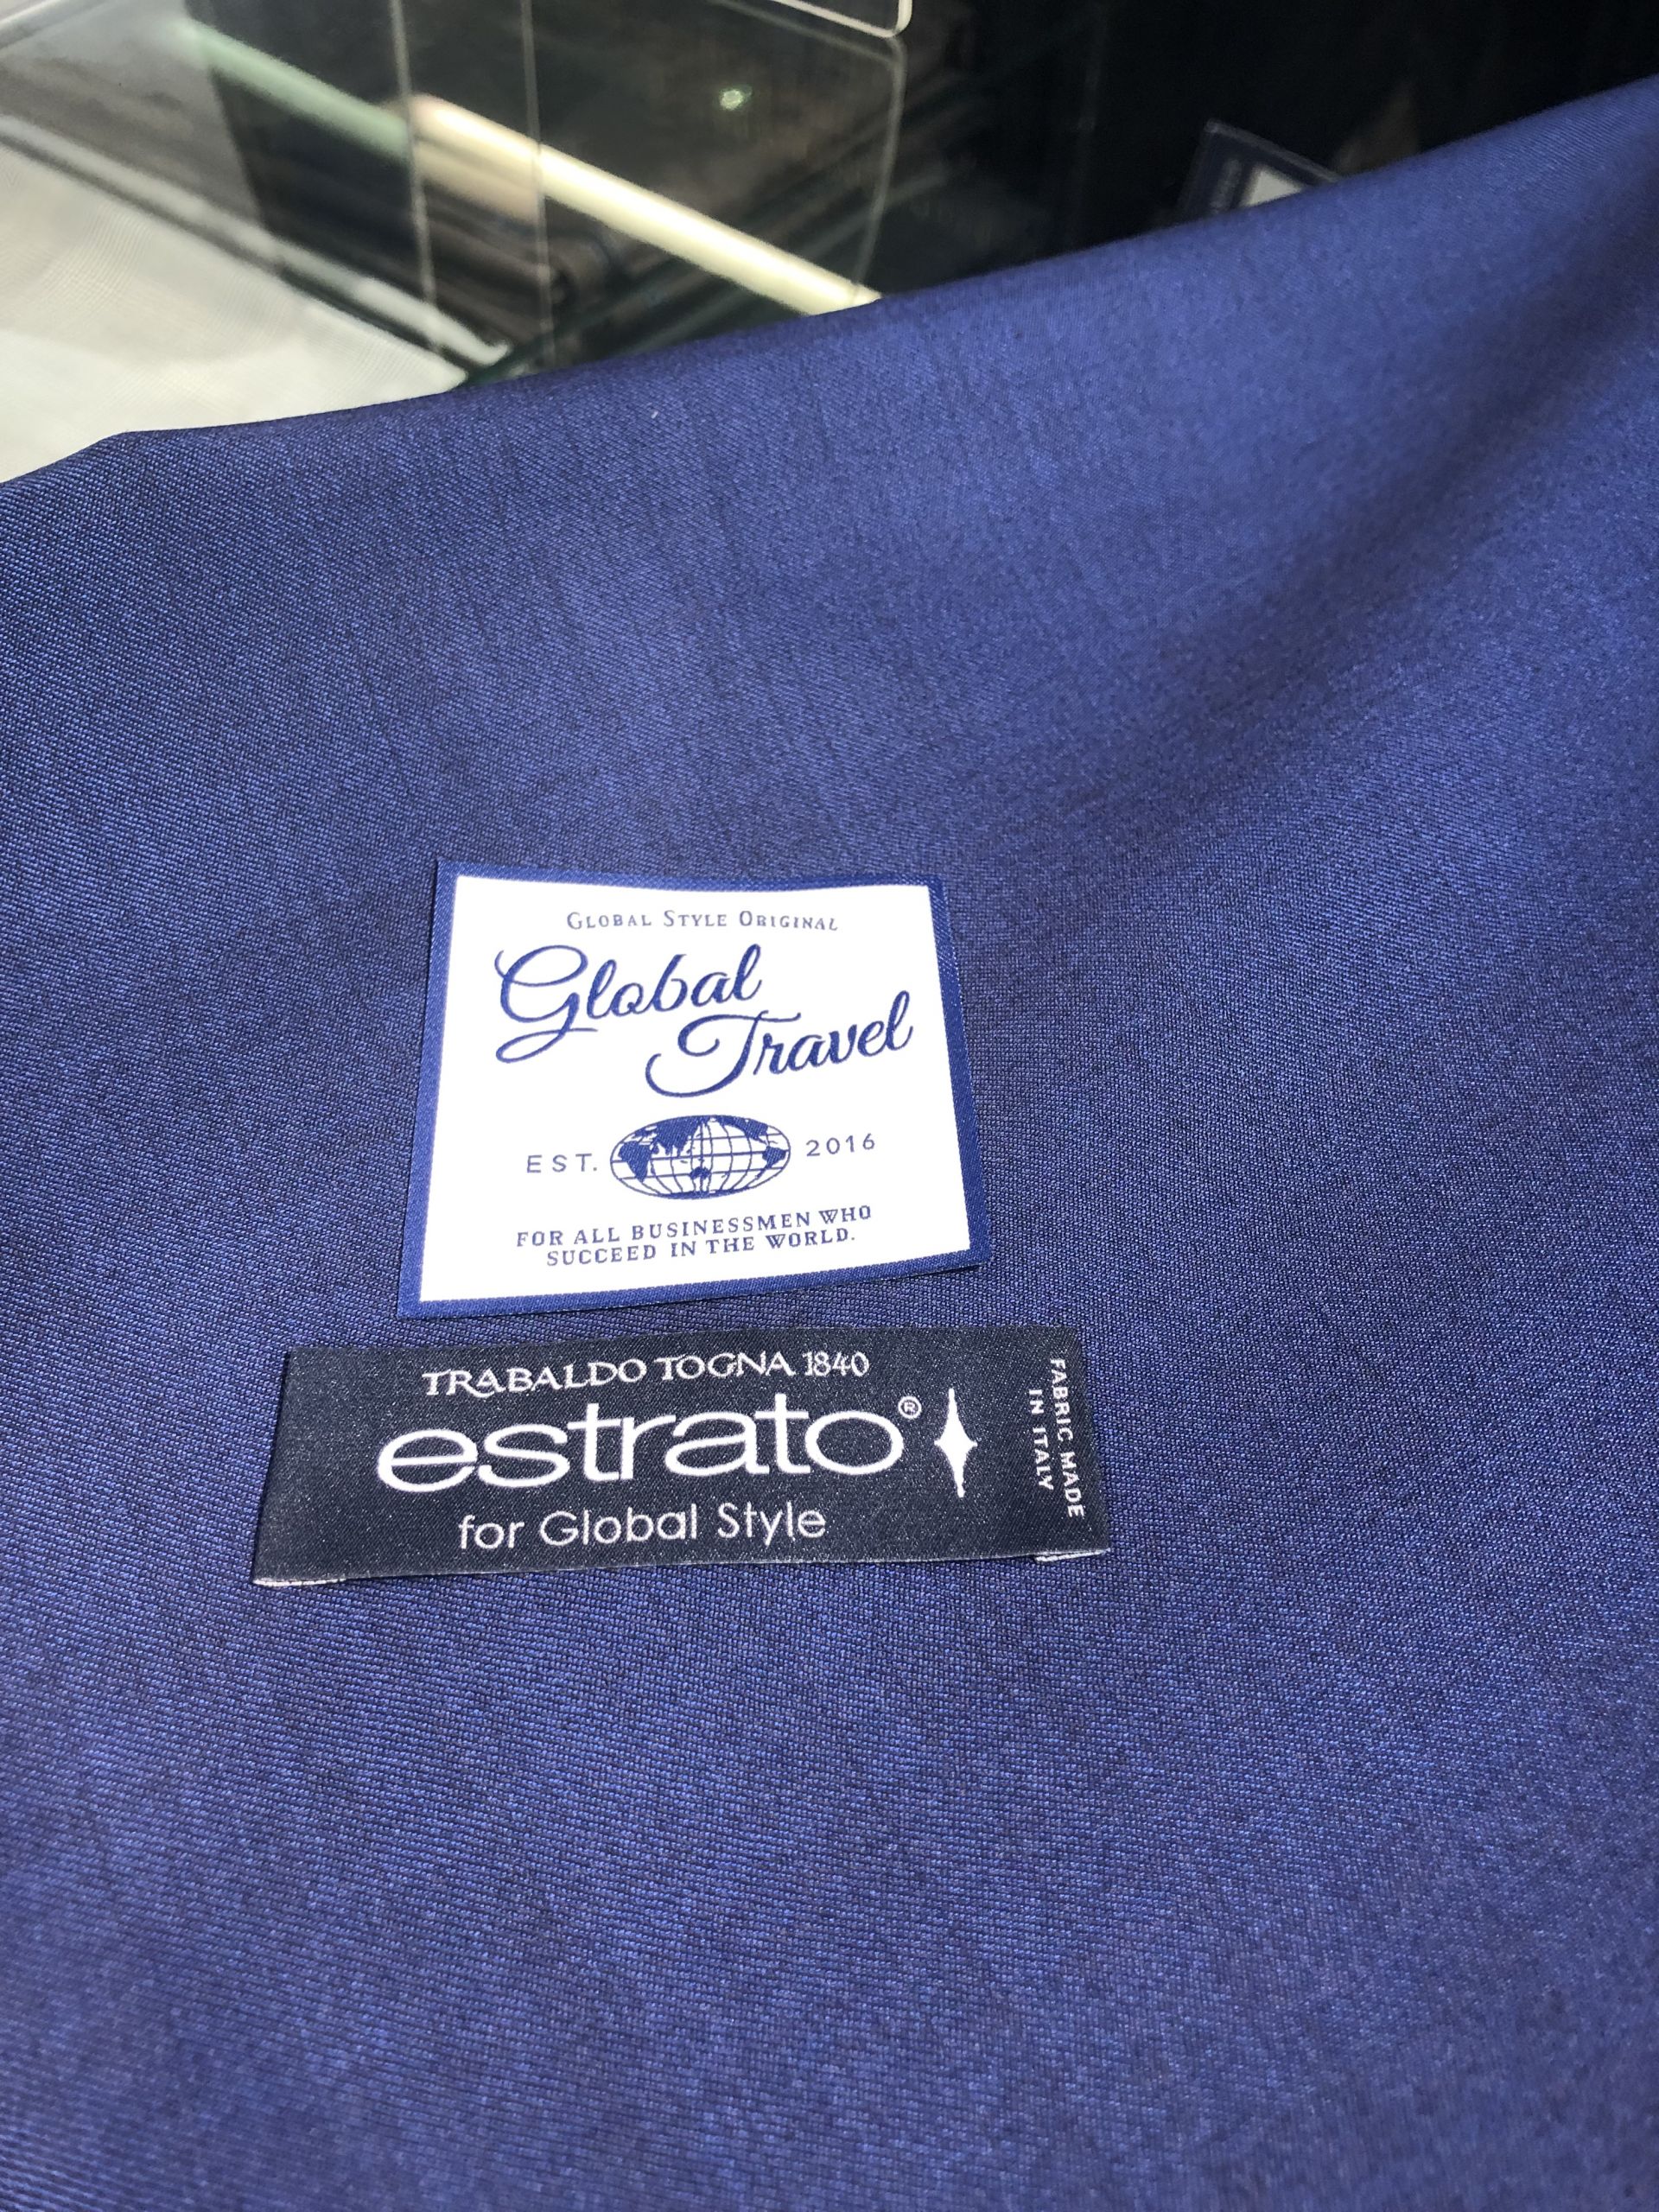 GLOBAL STYLE ORIGINAL
Global
Travel
EST. 2016
FOR ALL BUSINESSMEN WHO
SUCCEED IN THE WORLD.
TRABALDO TOGNA 1840
estrato®
for Global Style
FABRIC MADE
IN ITALY